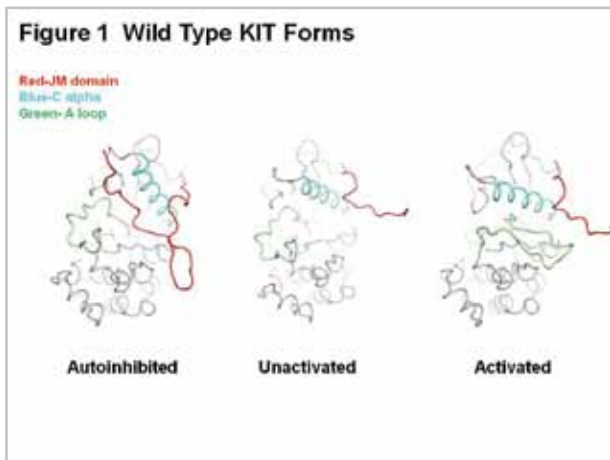 Figure 1 Wild Type KIT Forms
Red-JM domain
Blue-C alpha
Green- A loop
Autoinhibited
Unactivated
Activated